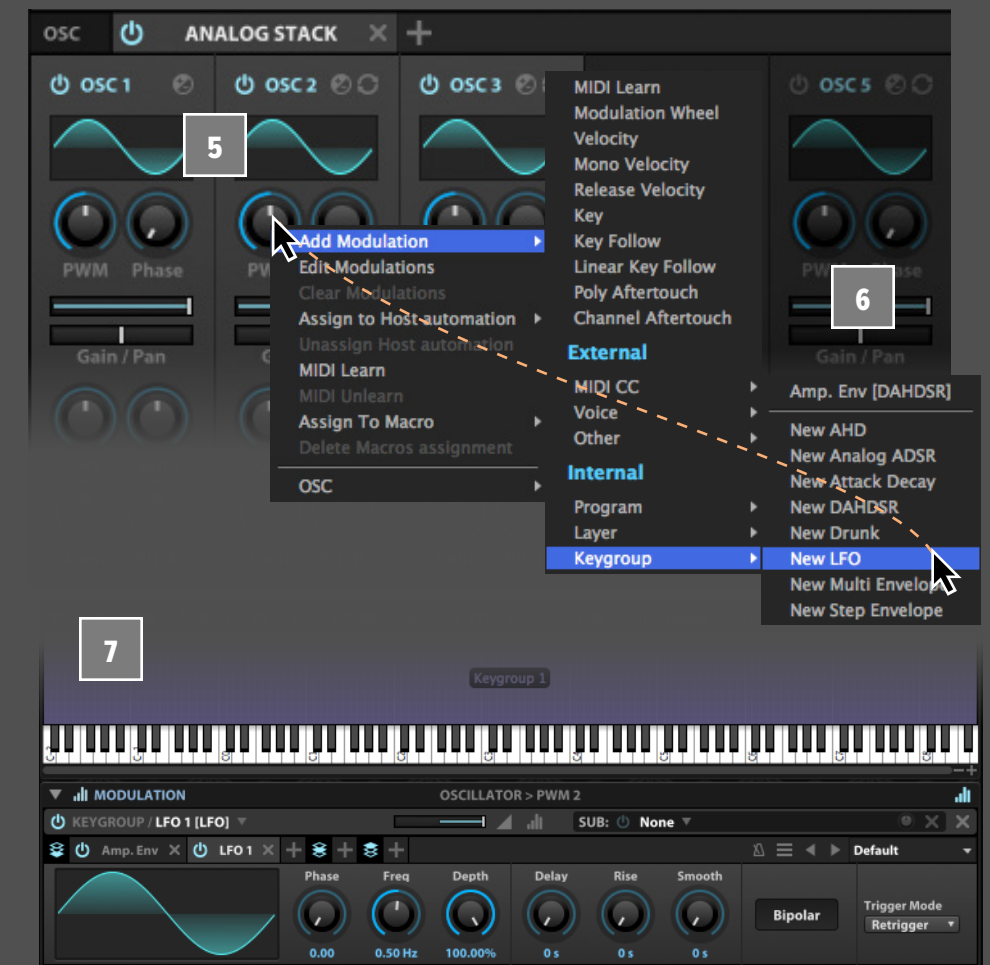 OSC ANALOG STACK
OSC 1 OSC 2 OSC 3 OSC 5
5
PWM Phase
Gain / Pan
Add Modulation
Edit Modulations
Clear Modulations
Assign to Host automation
Unassign Host automation
MIDI Learn
MIDI Unlearn
Assign To Macro
Delete Macros assignment
OSC
MIDI Learn
Modulation Wheel
Velocity
Mono Velocity
Release Velocity
Key
Key Follow
Linear Key Follow
Poly Aftertouch
Channel Aftertouch
External
MIDI CC
Voice
Other
Internal
Program
Layer
Keygroup
6
Gain / Pan
Amp. Env [DAHDSR]
New AHD
New Analog ADSR
New Attack Decay
New DAHDSR
New Drunk
New LFO
New Multi Envelope
New Step Envelope
7
Keygroup 1
MODULATION OSCILLATOR > PWM 2
KEYGROUP / LFO 1 [LFO] SUB: None
Amp. Env LFO 1 Default
Phase Freq Depth Delay Rise Smooth
Bipolar
Trigger Mode
Retrigger
0.00 0.50 Hz 100.00% 0 s 0 s 0 s